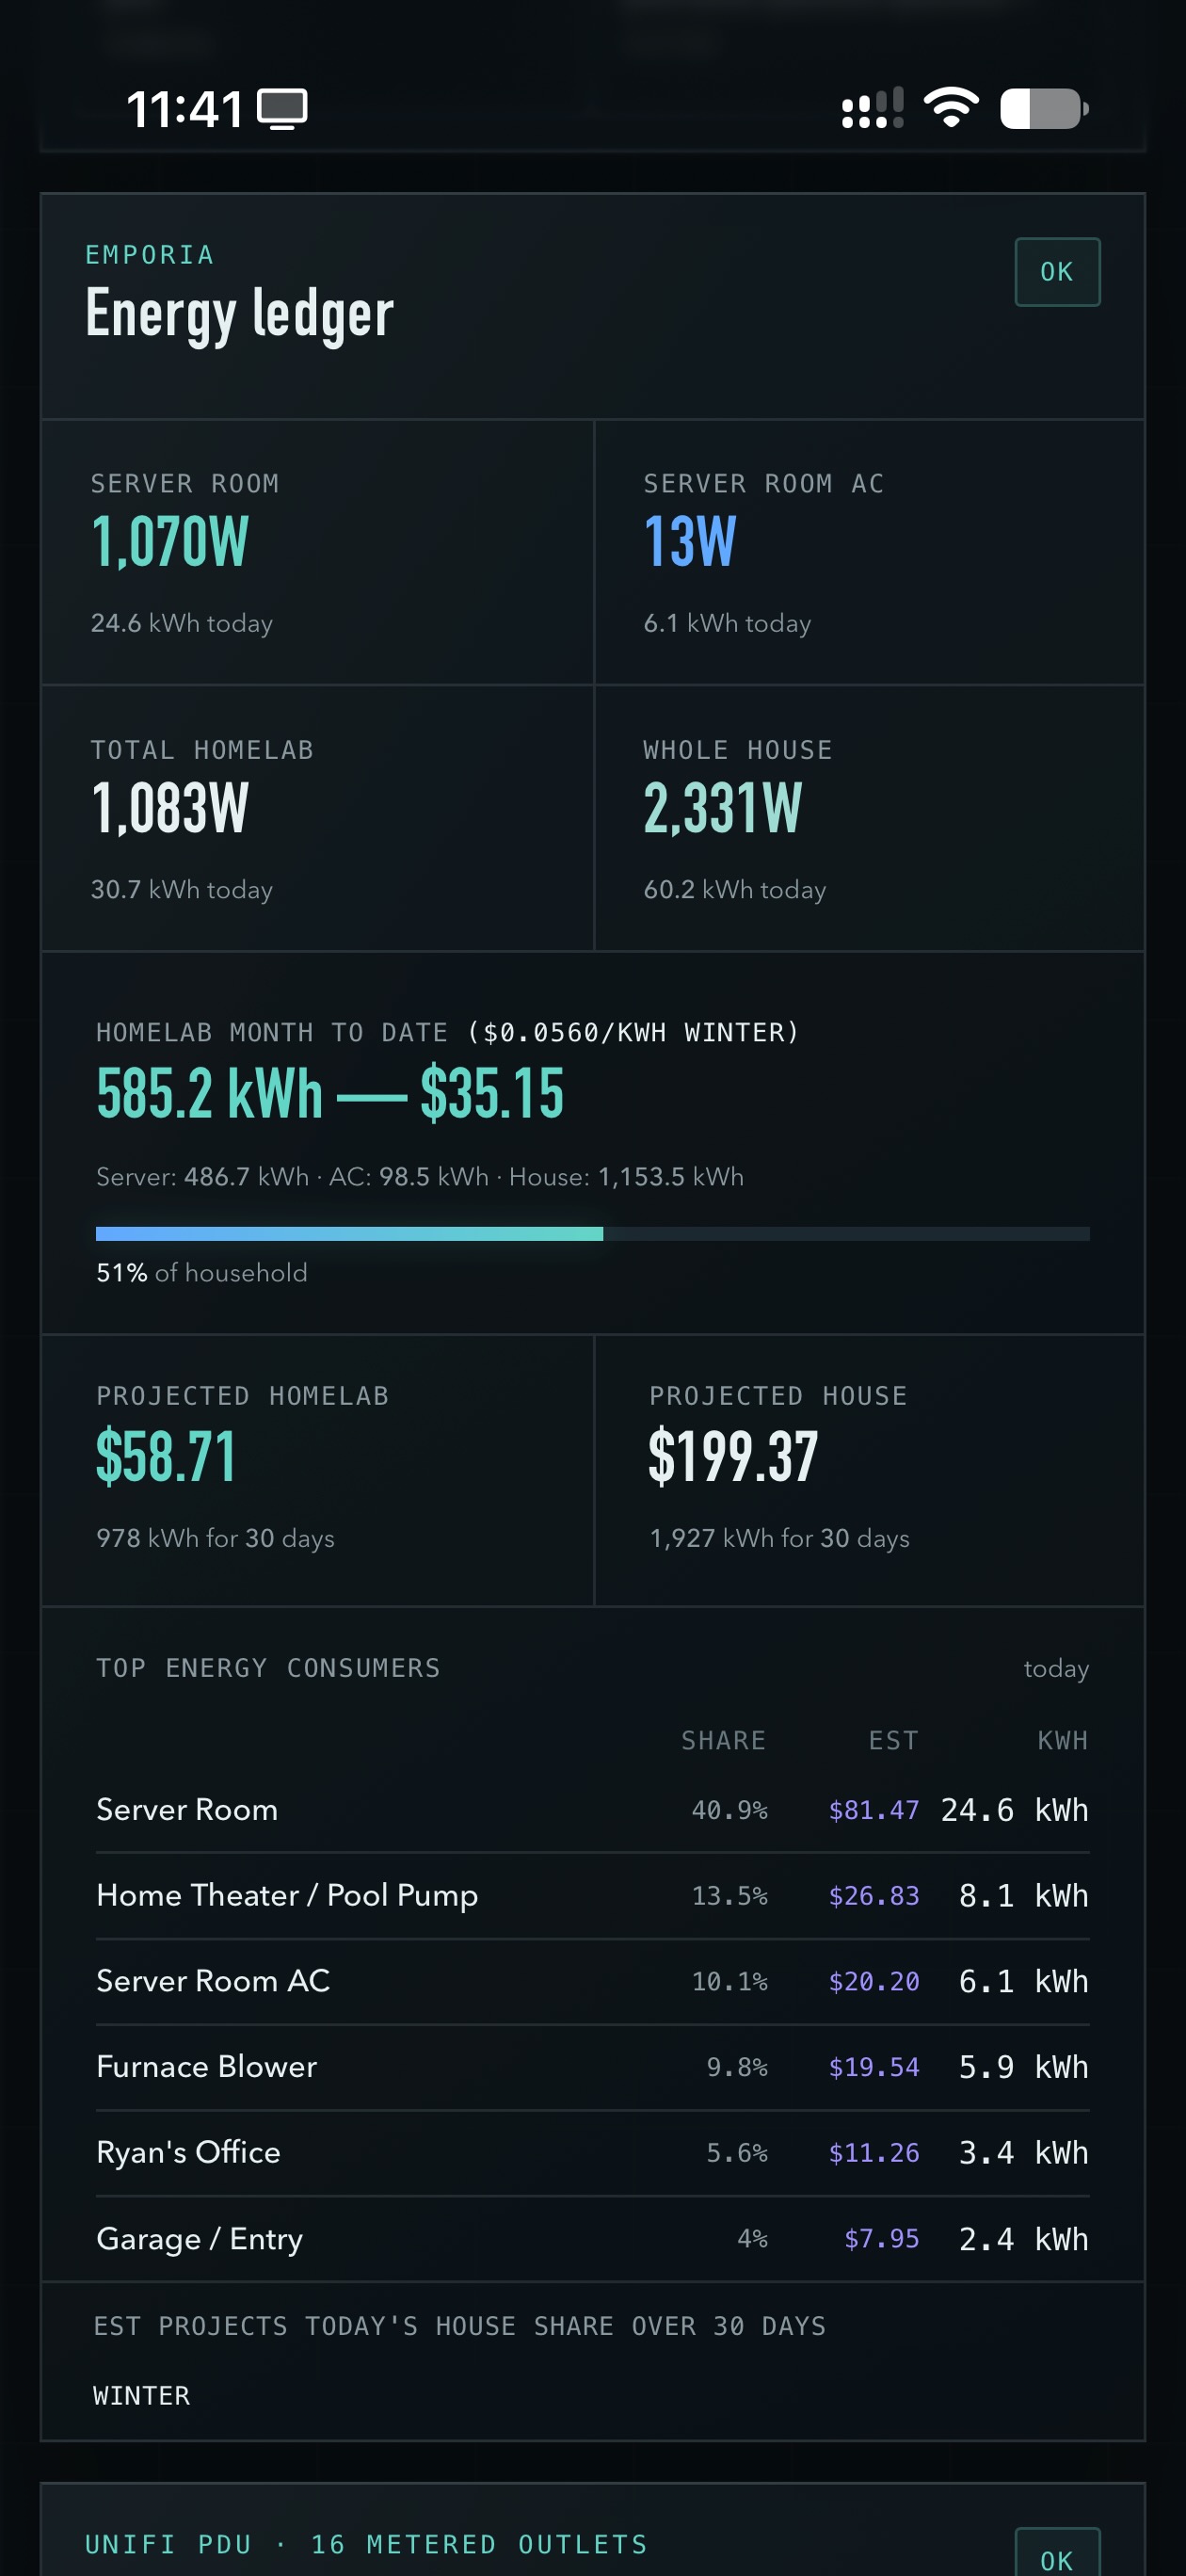 11:41
EMPORIA
Energy ledger
OK
SERVER ROOM
1,070W
24.6 kWh today
SERVER ROOM AC
13W
6.1 kWh today
TOTAL HOMELAB
1,083W
30.7 kWh today
WHOLE HOUSE
2,331W
60.2 kWh today
HOMELAB MONTH TO DATE ($0.0560/KWH WINTER)
585.2 kWh — $35.15
Server: 486.7 kWh · AC: 98.5 kWh · House: 1,153.5 kWh
51% of household
PROJECTED HOMELAB
$58.71
978 kWh for 30 days
PROJECTED HOUSE
$199.37
1,927 kWh for 30 days
TOP ENERGY CONSUMERS today
SHARE EST KWH
Server Room 40.9% $81.47 24.6 kWh
Home Theater / Pool Pump 13.5% $26.83 8.1 kWh
Server Room AC 10.1% $20.20 6.1 kWh
Furnace Blower 9.8% $19.54 5.9 kWh
Ryan's Office 5.6% $11.26 3.4 kWh
Garage / Entry 4% $7.95 2.4 kWh
EST PROJECTS TODAY'S HOUSE SHARE OVER 30 DAYS
WINTER
UNIFI PDU · 16 METERED OUTLETS
OK